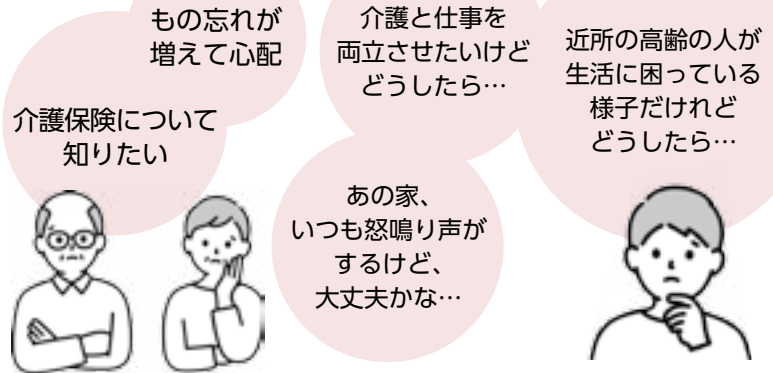 もの忘れが
増えて心配
介護と仕事を
両立させたいけど
どうしたら…
近所の高齢の人が
生活に困っている
様子だけれど
どうしたら…
介護保険について
知りたい
あの家、
いつも怒鳴り声が
するけど、
大丈夫かな…